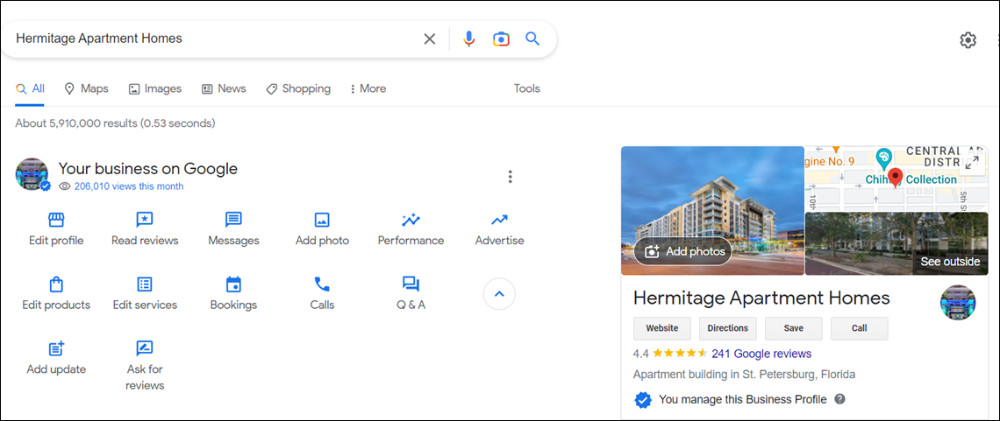 Hermitage Apartment Homes
All
Maps
Images
News
Shopping
More
Tools
About 5,910,000 results (0.53 seconds)
Your business on Google
206,010 views this month
Edit profile
Read reviews
Messages
Add photo
Performance
Advertise
Edit products
Edit services
Bookings
Calls
Q & A
Add update
Ask for
reviews
gine No. 9
CENTRAL AR
DISTR
Chihuly Collection
10th
5th S
Add photos
See outside
Hermitage Apartment Homes
Website
Directions
Save
Call
4.4
241 Google reviews
Apartment building in St. Petersburg, Florida
You manage this Business Profile
?